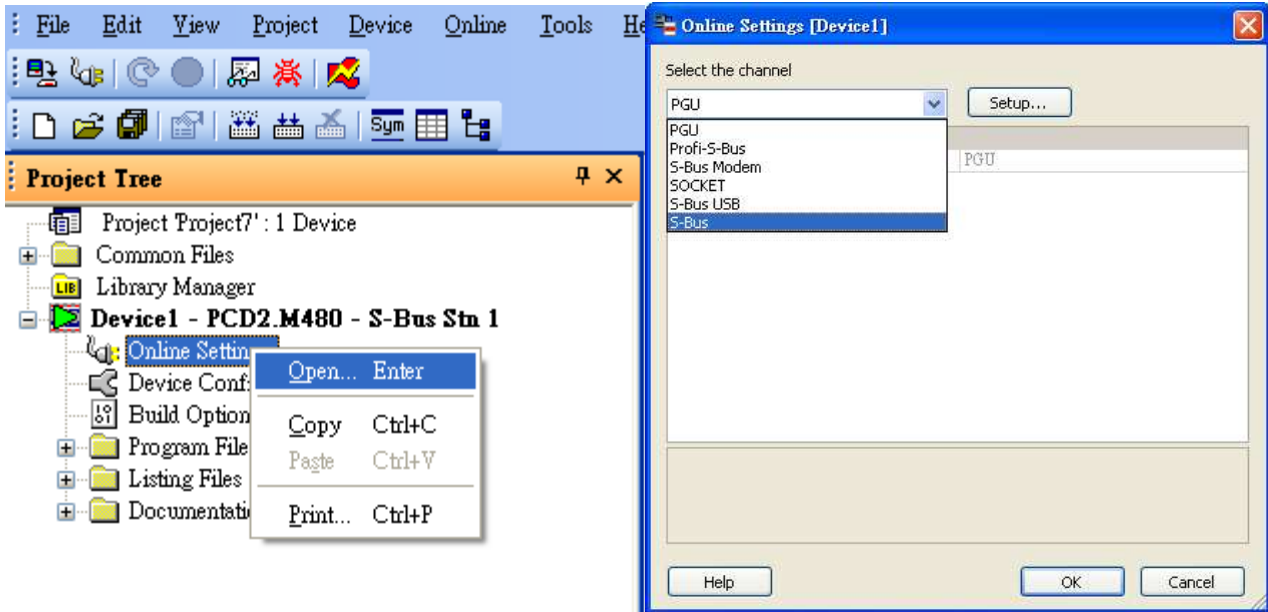 File Edit View Project Device Online Tools
Sym
Project Tree
Project 'Project7' : 1 Device
Common Files
LIB Library Manager
Device1 - PCD2.M480 - S-Bus Stn 1
Online Settin
Device Conf
Build Option
Program File
Listing Files
Documentati
Open... Enter
Copy Ctrl+C
Paste Ctrl+V
Print... Ctrl+P
Online Settings [Device1]
Select the channel
PGU
Setup...
PGU
Profi-S-Bus
S-Bus Modem
SOCKET
S-Bus USB
S-Bus
PGU
Help OK Cancel